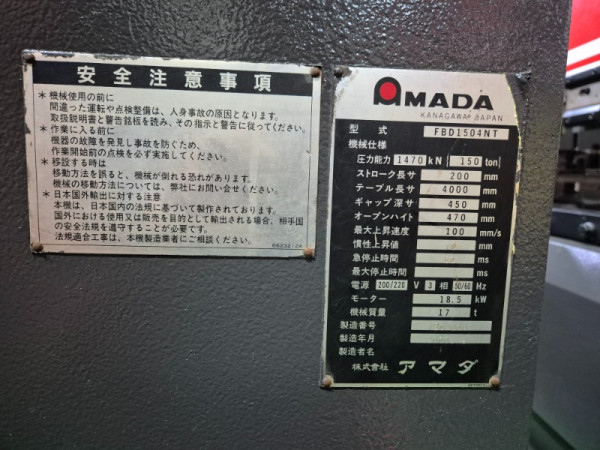 安全注意事項
*機械使用の前に
間違った運転や点検整備は、人身事故の原因となります。
取扱説明書と警告銘板を読み、その指示と警告に従ってください。
*作業に入る前に
機器の故障を発見し事故を防ぐため、
作業開始前の点検を必ず実施してください。
*移設する時は
移動方法を誤ると、機械が倒れる恐れがあります。
機械の移動方法については、弊社にお問い合せください。
*日本国外輸出に対する注意
本機は、日本国内の法規に基づいて製作されております。
国外における使用又は販売を目的として輸出される場合、相手国
の安全法規を遵守することが必要です。
法規適合工事は、本機製造業者にご相談ください。
AMADA
KANAGAWA JAPAN
型式 FBD1504NT
機械仕様
圧力能力 1470 kN ( 150 ton)
ストローク長サ 200 mm
テーブル長サ 4000 mm
ギャップ深サ 450 mm
オープンハイト 470 mm
最大上昇速度 100 mm/s
慣性上昇値 mm
急停止時間 ms
最大停止時間 ms
電源 200/220 V 3 相 50/60 Hz
モーター 18.5 kW
機械質量 17 t
製造番号
製造年月
製造者名
株式会社 アマダ